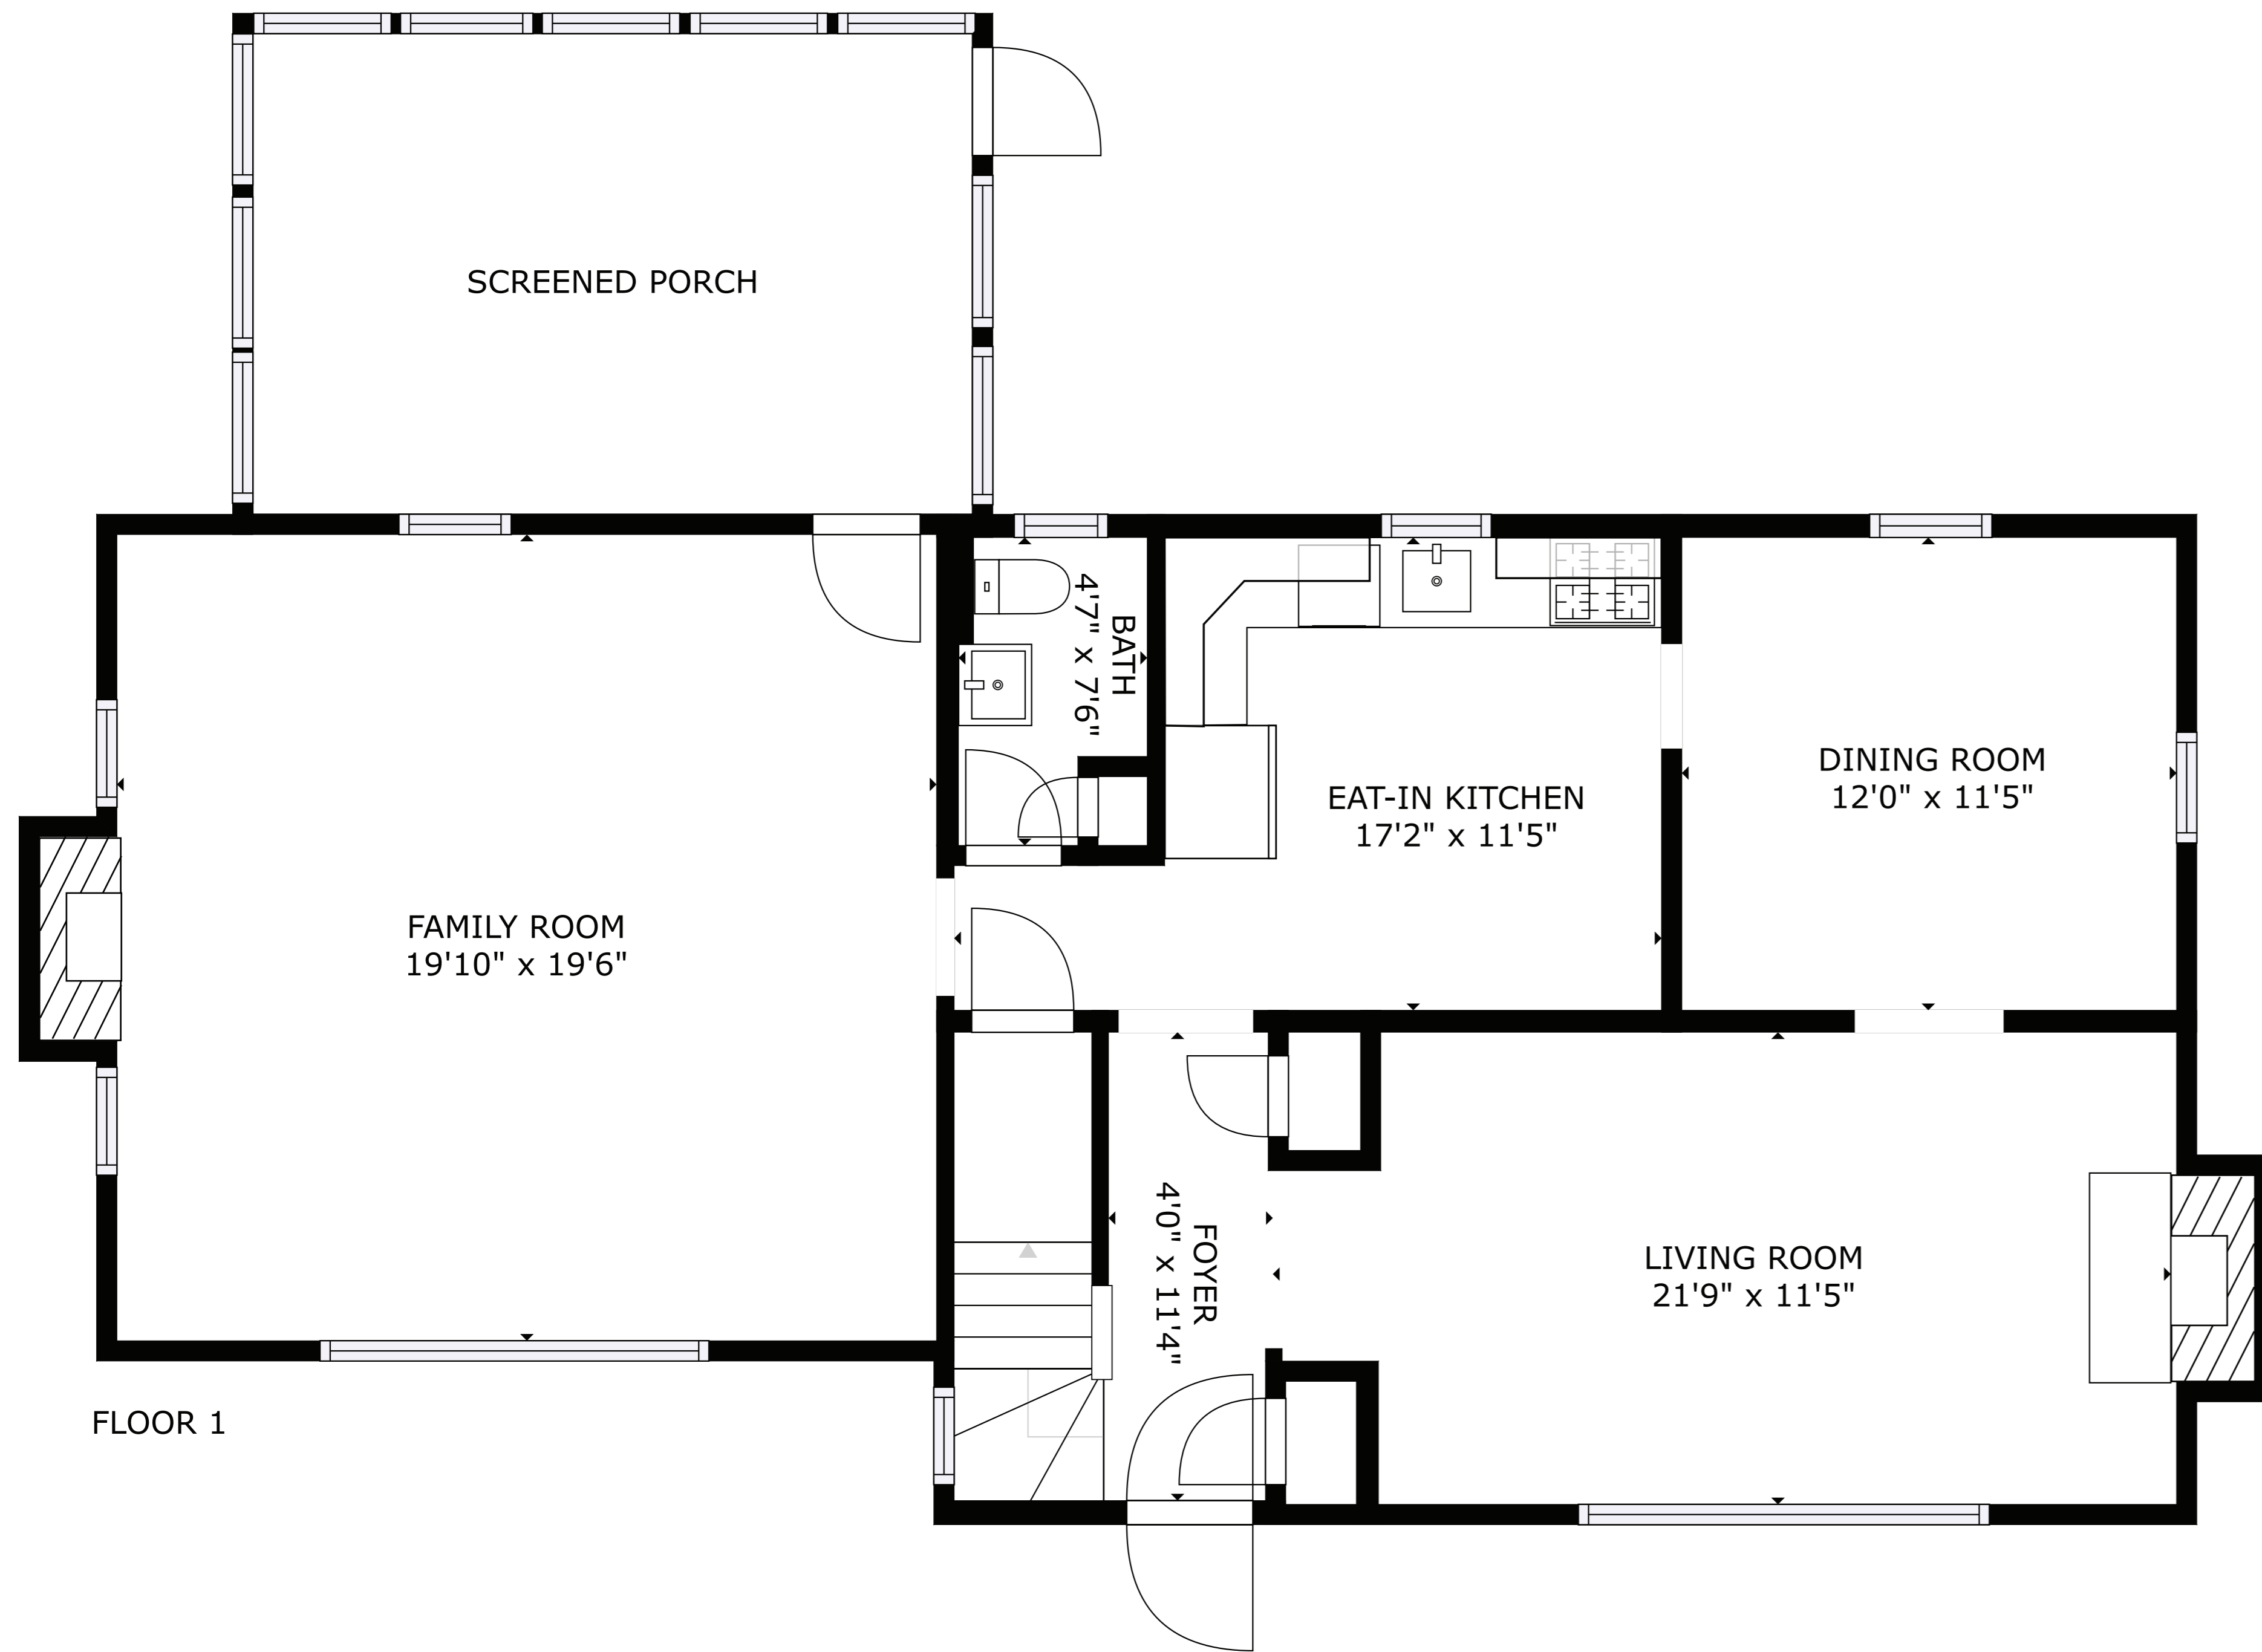 SCREENED PORCH
BATH
4'7" x 7'6"
DINING ROOM
12'0" x 11'5"
EAT-IN KITCHEN
17'2" x 11'5"
FAMILY ROOM
19'10" x 19'6"
FOYER
4'0" x 11'4"
LIVING ROOM
21'9" x 11'5"
FLOOR 1